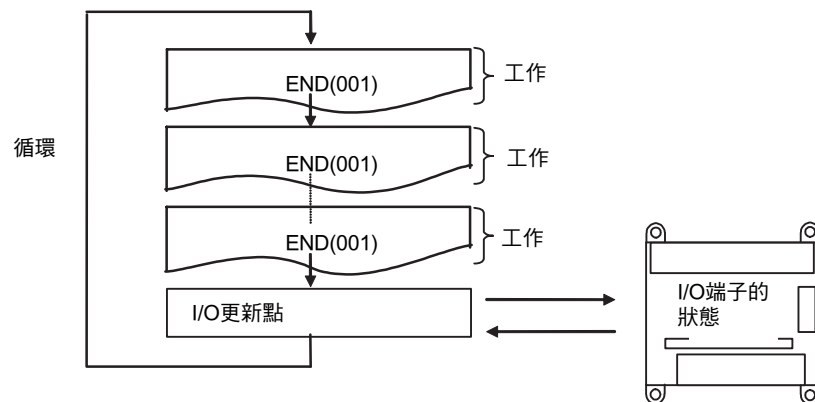 END(001)
工作
循環
END(001)
工作
END(001)
工作
I/O更新點
I/O端子的
狀態